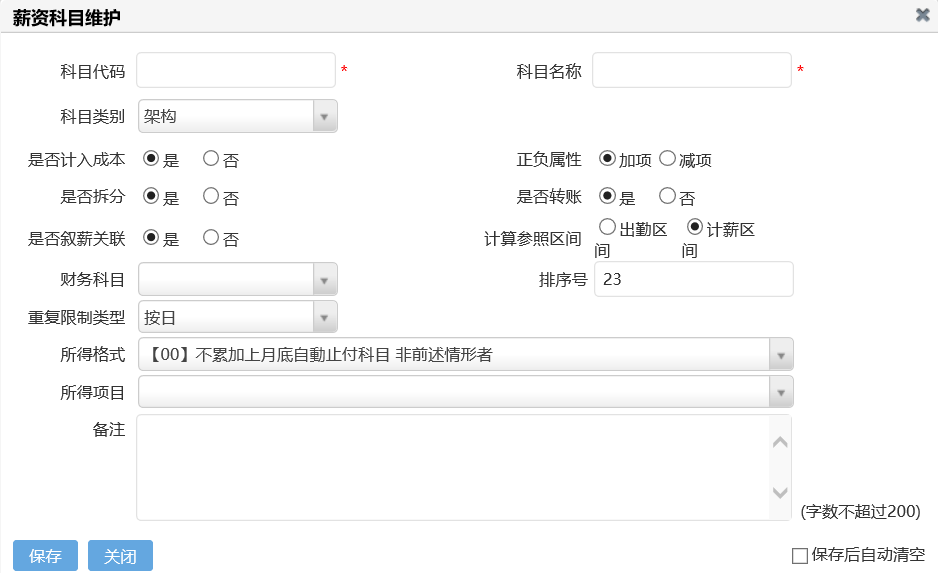 薪资科目维护
科目代码 * 科目名称 *
科目类别 架构
是否计入成本 是 否 正负属性 加项 减项
是否拆分 是 否 是否转账 是 否
是否叙薪关联 是 否 计算参照区间 出勤区间 计薪区间
财务科目 排序号 23
重复限制类型 按日
所得格式 【00】不累加上月底自動止付科目 非前述情形者
所得项目
备注
(字数不超过200)
保存 关闭 保存后自动清空